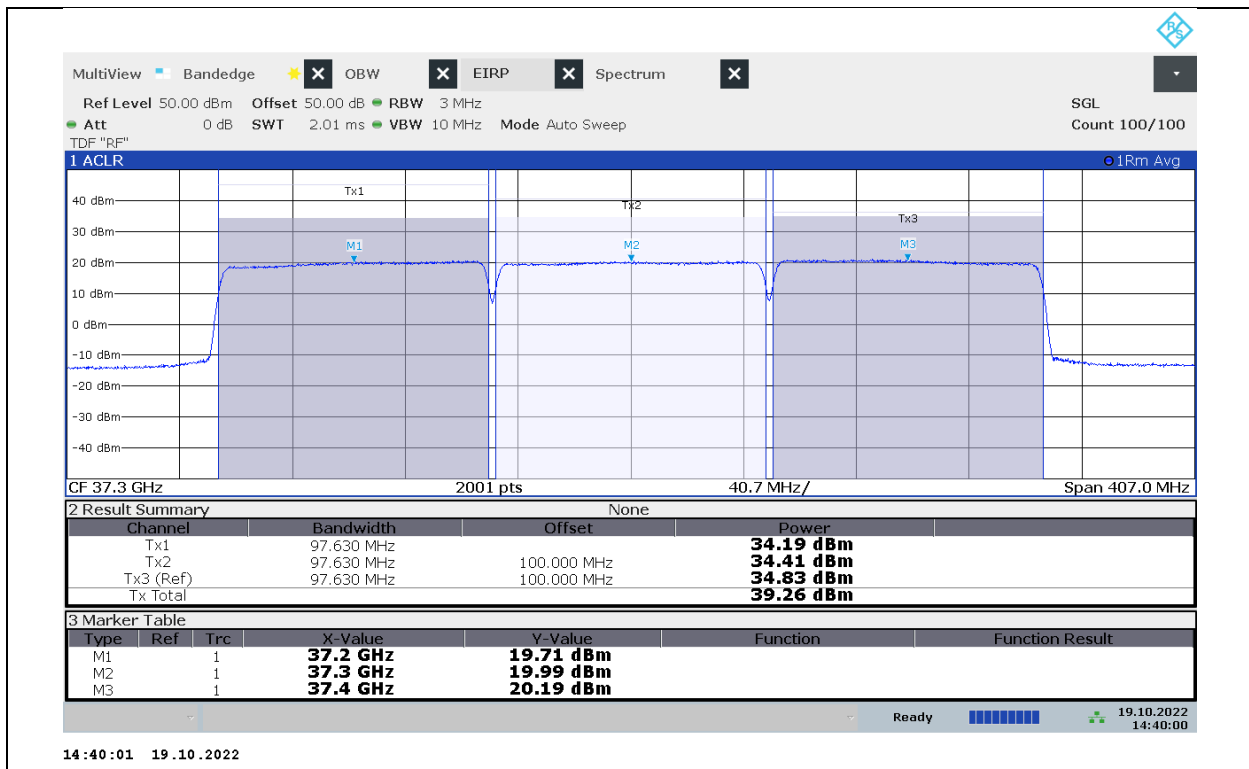 R&S
MultiView Bandedge OBW EIRP Spectrum
Ref Level 50.00 dBm Offset 50.00 dB RBW 3 MHz SGL
Att 0 dB SWT 2.01 ms VBW 10 MHz Mode Auto Sweep Count 100/100
TDF "RF"
1 ACLR 1Rm Avg
Tx1
40 dBm Tx2
Tx3
30 dBm
M1 M2 M3
20 dBm
10 dBm
0 dBm
-10 dBm
-20 dBm
-30 dBm
-40 dBm
CF 37.3 GHz 2001 pts 40.7 MHz/ Span 407.0 MHz
2 Result Summary None
Channel Bandwidth Offset Power
Tx1 97.630 MHz 34.19 dBm
Tx2 97.630 MHz 100.000 MHz 34.41 dBm
Tx3 (Ref) 97.630 MHz 100.000 MHz 34.83 dBm
Tx Total 39.26 dBm
3 Marker Table
Type Ref Trc X-Value Y-Value Function Function Result
M1 1 37.2 GHz 19.71 dBm
M2 1 37.3 GHz 19.99 dBm
M3 1 37.4 GHz 20.19 dBm
Ready 19.10.2022
14:40:00
14:40:01 19.10.2022